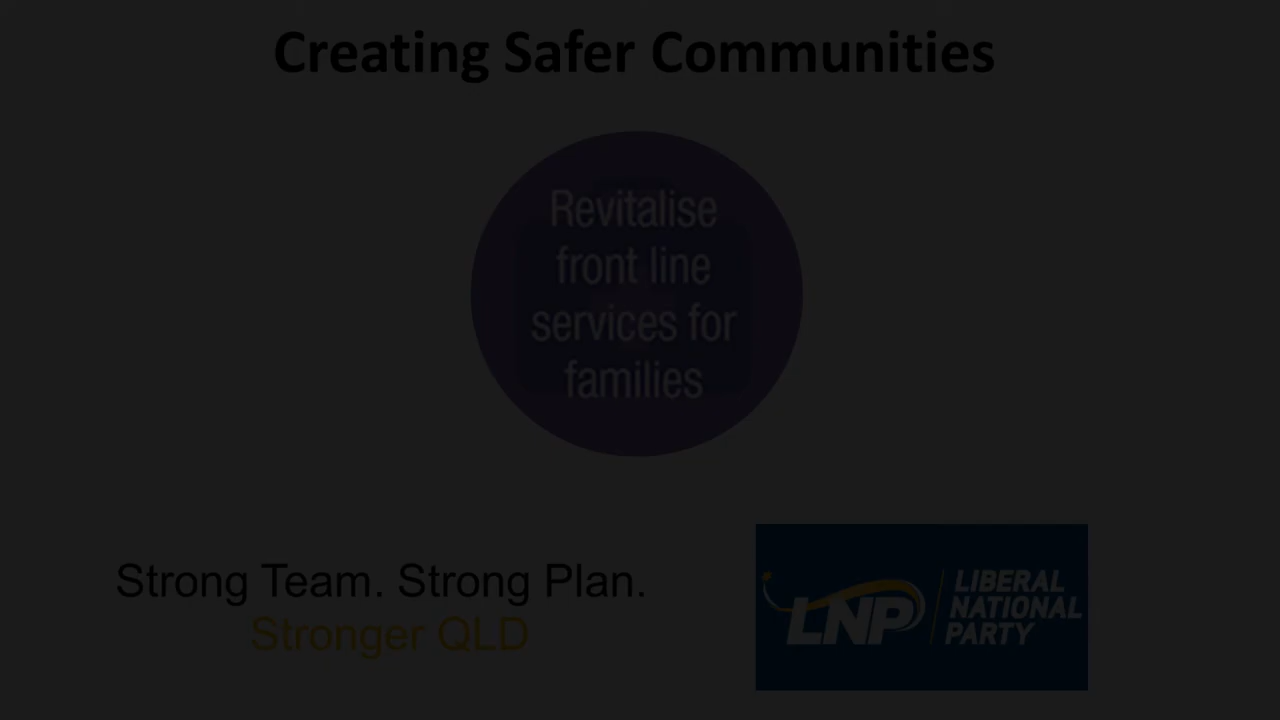 Creating Safer Communities
Revitalise
front line
services for
families
Strong Team. Strong Plan.
Stronger QLD
LNP
LIBERAL
NATIONAL
PARTY